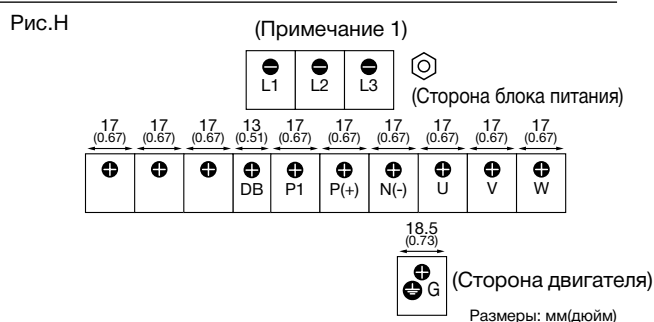 Рис.H
(Примечание 1)
L1 L2 L3
(Сторона блока питания)
17 17 17 13 17 17 17 17 17 17
(0.67) (0.67) (0.67) (0.51) (0.67) (0.67) (0.67) (0.67) (0.67) (0.67)
DB P1 P(+) N(-) U V W
18.5
(0.73)
G (Сторона двигателя)
Размеры: мм(дюйм)